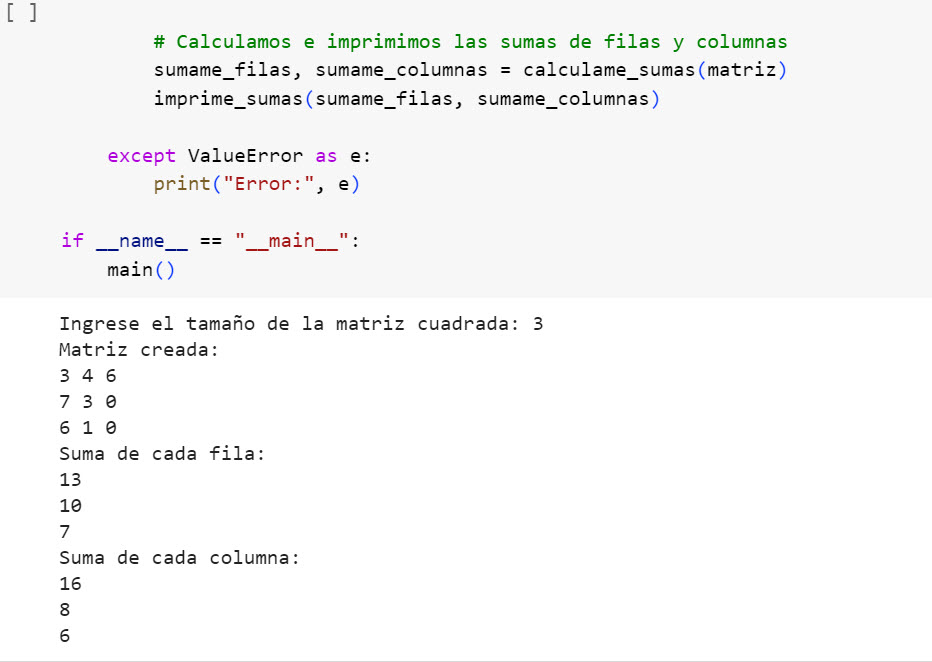 [ ]
# Calculamos e imprimimos las sumas de filas y columnas
sumame_filas, sumame_columnas = calculame_sumas(matriz)
imprime_sumas(sumame_filas, sumame_columnas)
except ValueError as e:
print("Error:", e)
if __name__ == "__main__":
main()
Ingrese el tamaño de la matriz cuadrada: 3
Matriz creada:
3 4 6
7 3 0
6 1 0
Suma de cada fila:
13
10
7
Suma de cada columna:
16
8
6